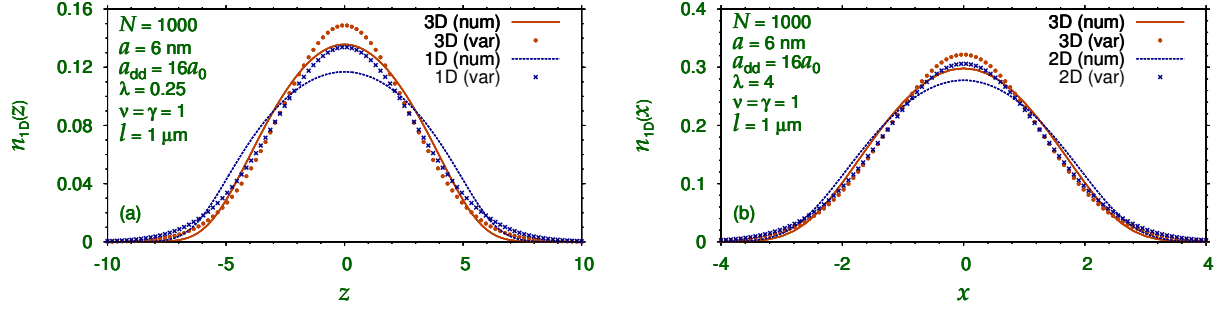 0.16
0.12
0.08
0.04
0
n1D(z)
N = 1000
a = 6 nm
add = 16a0
λ = 0.25
ν = γ = 1
l = 1 μm
(a)
3D (num)
3D (var)
1D (num)
1D (var)
-10
-5
0
5
10
z
0.4
0.3
0.2
0.1
0
n1D(x)
N = 1000
a = 6 nm
add = 16a0
λ = 4
ν = γ = 1
l = 1 μm
(b)
3D (num)
3D (var)
2D (num)
2D (var)
-4
-2
0
2
4
x